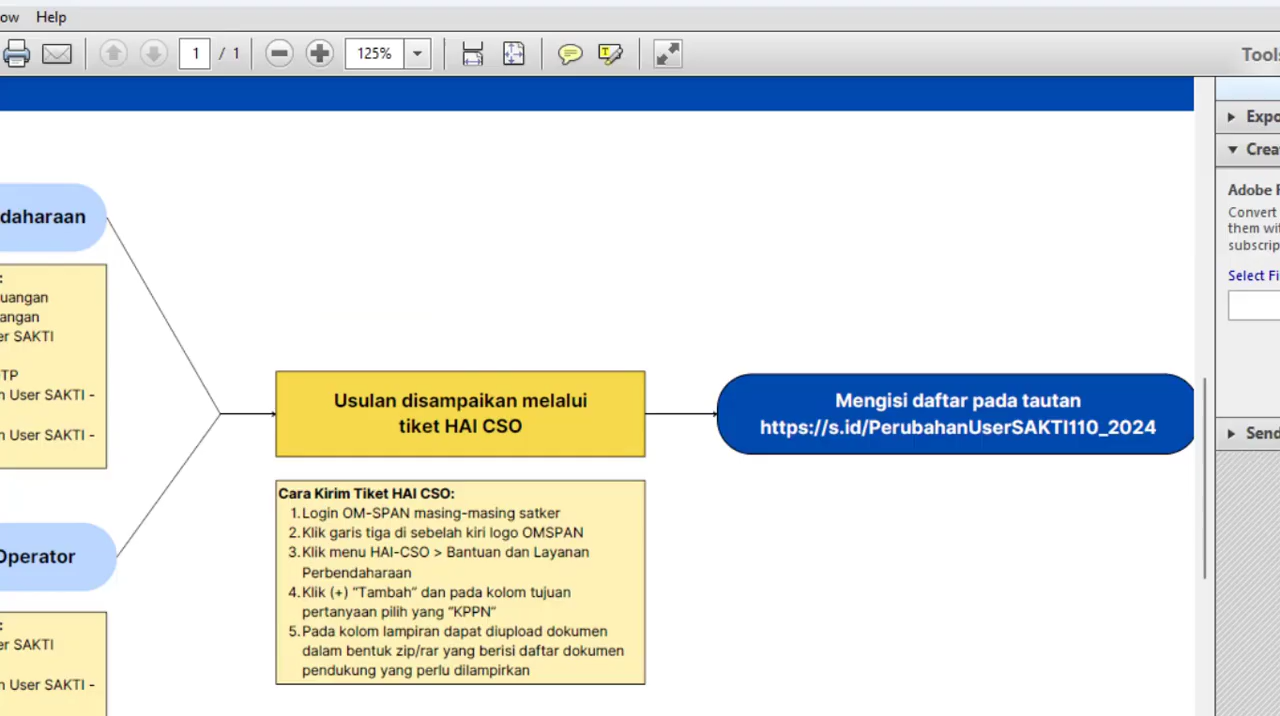 Help
1 / 1
125%
Tools
Expo
Crea
daharaan
Adobe
Convert
them wit
subscrip
:
uangan
angan
er SAKTI
Select Fi
TP
n User SAKTI -
n User SAKTI -
Usulan disampaikan melalui
tiket HAI CSO
Mengisi daftar pada tautan
https://s.id/PerubahanUserSAKTI110_2024
Send
Cara Kirim Tiket HAI CSO:
1. Login OM-SPAN masing-masing satker
2. Klik garis tiga di sebelah kiri logo OMSPAN
3. Klik menu HAI-CSO > Bantuan dan Layanan
Perbendaharaan
4. Klik (+) “Tambah” dan pada kolom tujuan
pertanyaan pilih yang “KPPN”
5. Pada kolom lampiran dapat diupload dokumen
dalam bentuk zip/rar yang berisi daftar dokumen
pendukung yang perlu dilampirkan
Operator
:
er SAKTI
n User SAKTI -